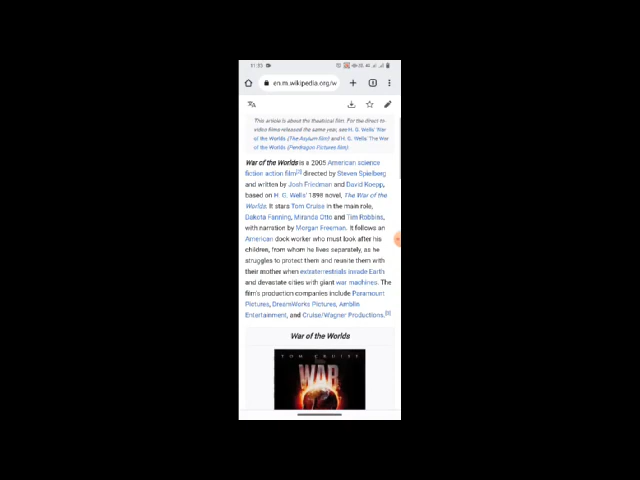 11:25
en.m.wikipedia.org/w
This article is about the theatrical film. For the direct-to-
video films released the same year, see H. G. Wells' War
of the Worlds (The Asylum film) and H. G. Wells' The War
of the Worlds (Pendragon Pictures film).
War of the Worlds is a 2005 American science
fiction action film[2] directed by Steven Spielberg
and written by Josh Friedman and David Koepp,
based on H. G. Wells' 1898 novel, The War of the
Worlds. It stars Tom Cruise in the main role,
Dakota Fanning, Miranda Otto and Tim Robbins,
with narration by Morgan Freeman. It follows an
American dock worker who must look after his
children, from whom he lives separately, as he
struggles to protect them and reunite them with
their mother when extraterrestrials invade Earth
and devastate cities with giant war machines. The
film's production companies include Paramount
Pictures, DreamWorks Pictures, Amblin
Entertainment, and Cruise/Wagner Productions.[3]
War of the Worlds
TOM CRUISE
WAR